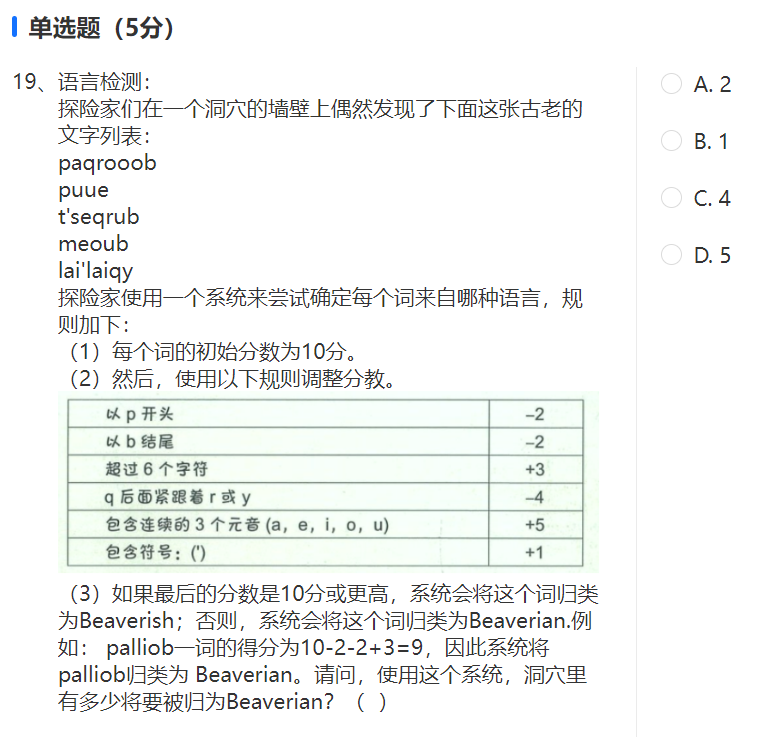 单选题（5分）
19、语言检测：
探险家们在一个洞穴的墙壁上偶然发现了下面这张古老的
文字列表：
paqrooob
puue
t'seqrub
meoub
lai'laiqy
探险家使用一个系统来尝试确定每个词来自哪种语言，规
则加下：
（1）每个词的初始分数为10分。
（2）然后，使用以下规则调整分教。
以 p 开头 −2
以 b 结尾 −2
超过 6 个字符 +3
q 后面紧跟着 r 或 y −4
包含连续的 3 个元音 (a，e，i，o，u) +5
包含符号：(') +1
（3）如果最后的分数是10分或更高，系统会将这个词归类
为Beaverish；否则，系统会将这个词归类为Beaverian.例
如： palliob一词的得分为10-2-2+3=9，因此系统将
palliob归类为 Beaverian。请问，使用这个系统，洞穴里
有多少将要被归为Beaverian？（ ）
A. 2
B. 1
C. 4
D. 5